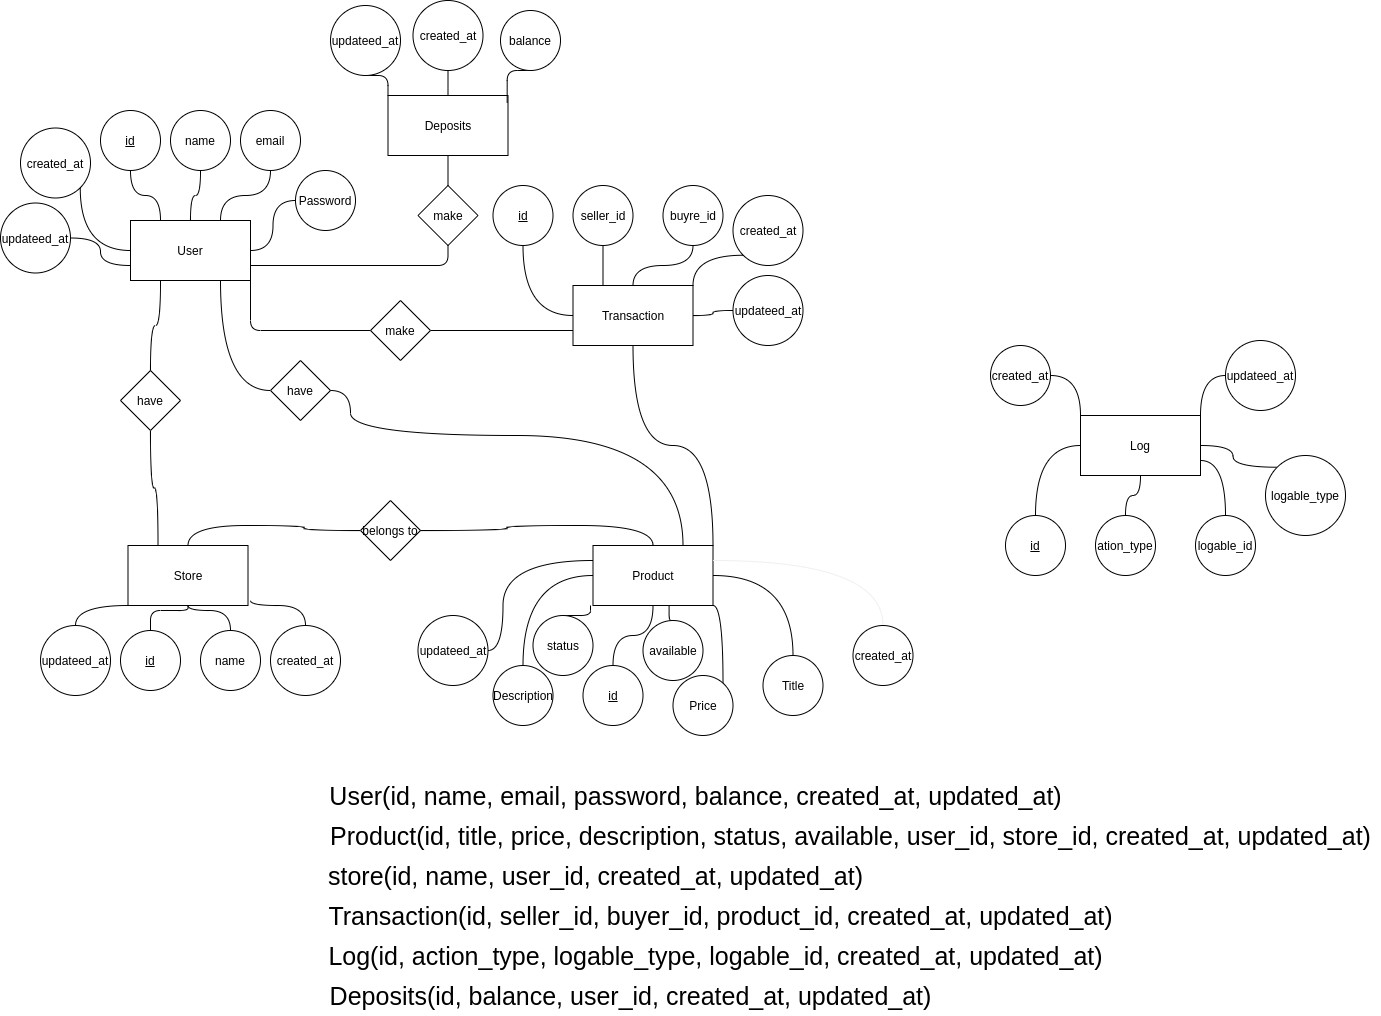 updateed_at
created_at
balance
Deposits
id
name
email
created_at
Password
updateed_at
User
make
id
seller_id
buyre_id
created_at
Transaction
updateed_at
make
have
have
created_at
updateed_at
Log
logable_type
id
ation_type
logable_id
belongs to
Store
Product
updateed_at
id
name
created_at
updateed_at
status
available
Description
id
Price
Title
created_at
User(id, name, email, password, balance, created_at, updated_at)
Product(id, title, price, description, status, available, user_id, store_id, created_at, updated_at)
store(id, name, user_id, created_at, updated_at)
Transaction(id, seller_id, buyer_id, product_id, created_at, updated_at)
Log(id, action_type, logable_type, logable_id, created_at, updated_at)
Deposits(id, balance, user_id, created_at, updated_at)